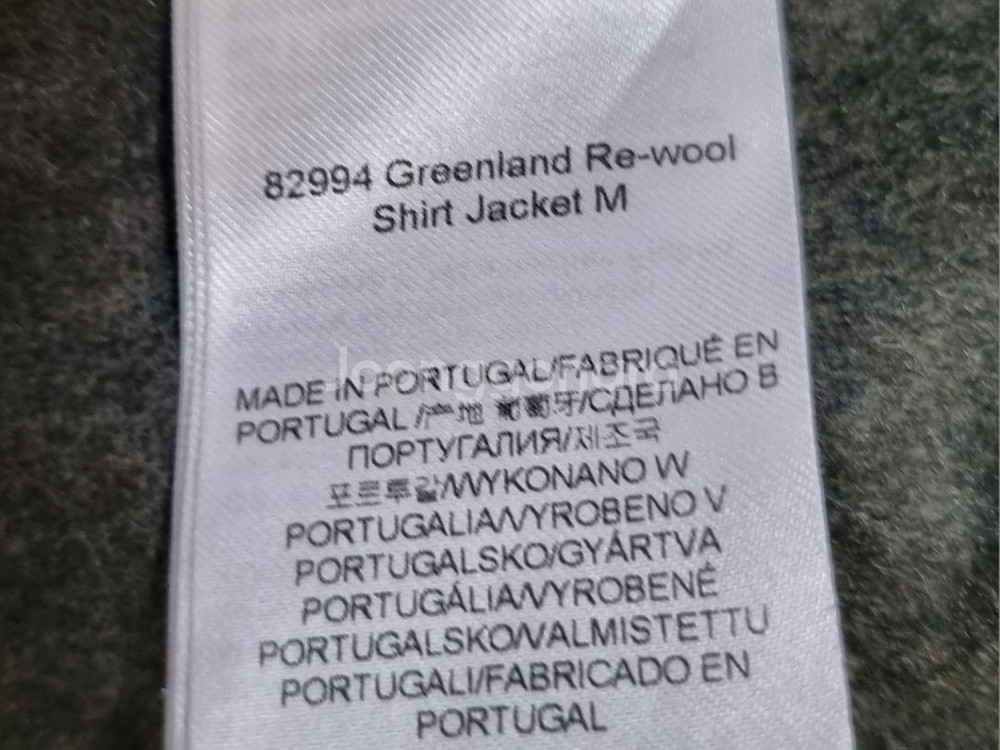 82994 Greenland Re-wool
Shirt Jacket M
MADE IN PORTUGAL/FABRIQUÉ EN
PORTUGAL /产地 葡萄牙/СДЕЛАНО В
ПОРТУГАЛИЯ/제조국
포르투갈/WYKONANO W
PORTUGALIA/VYROBENO V
PORTUGALSKO/GYÁRTVA
PORTUGÁLIA/VYROBENÉ
PORTUGALSKO/VALMISTETTU
PORTUGALI/FABRICADO EN
PORTUGAL